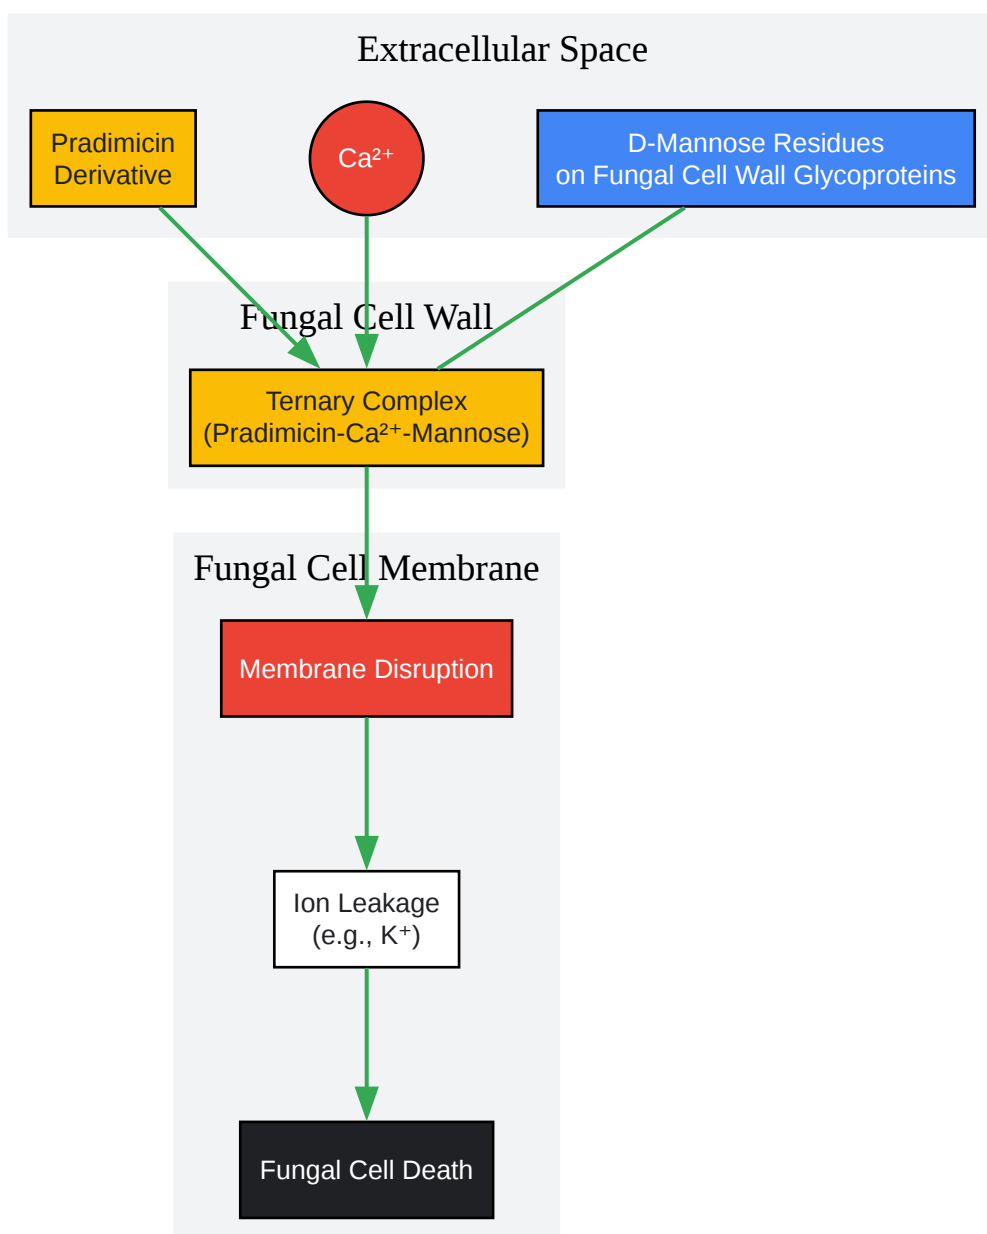 Extracellular Space
Pradimicin
Derivative
Ca²⁺
D-Mannose Residues
on Fungal Cell Wall Glycoproteins
Fungal Cell Wall
Ternary Complex
(Pradimicin-Ca²⁺-Mannose)
Fungal Cell Membrane
Membrane Disruption
Ion Leakage
(e.g., K⁺)
Fungal Cell Death